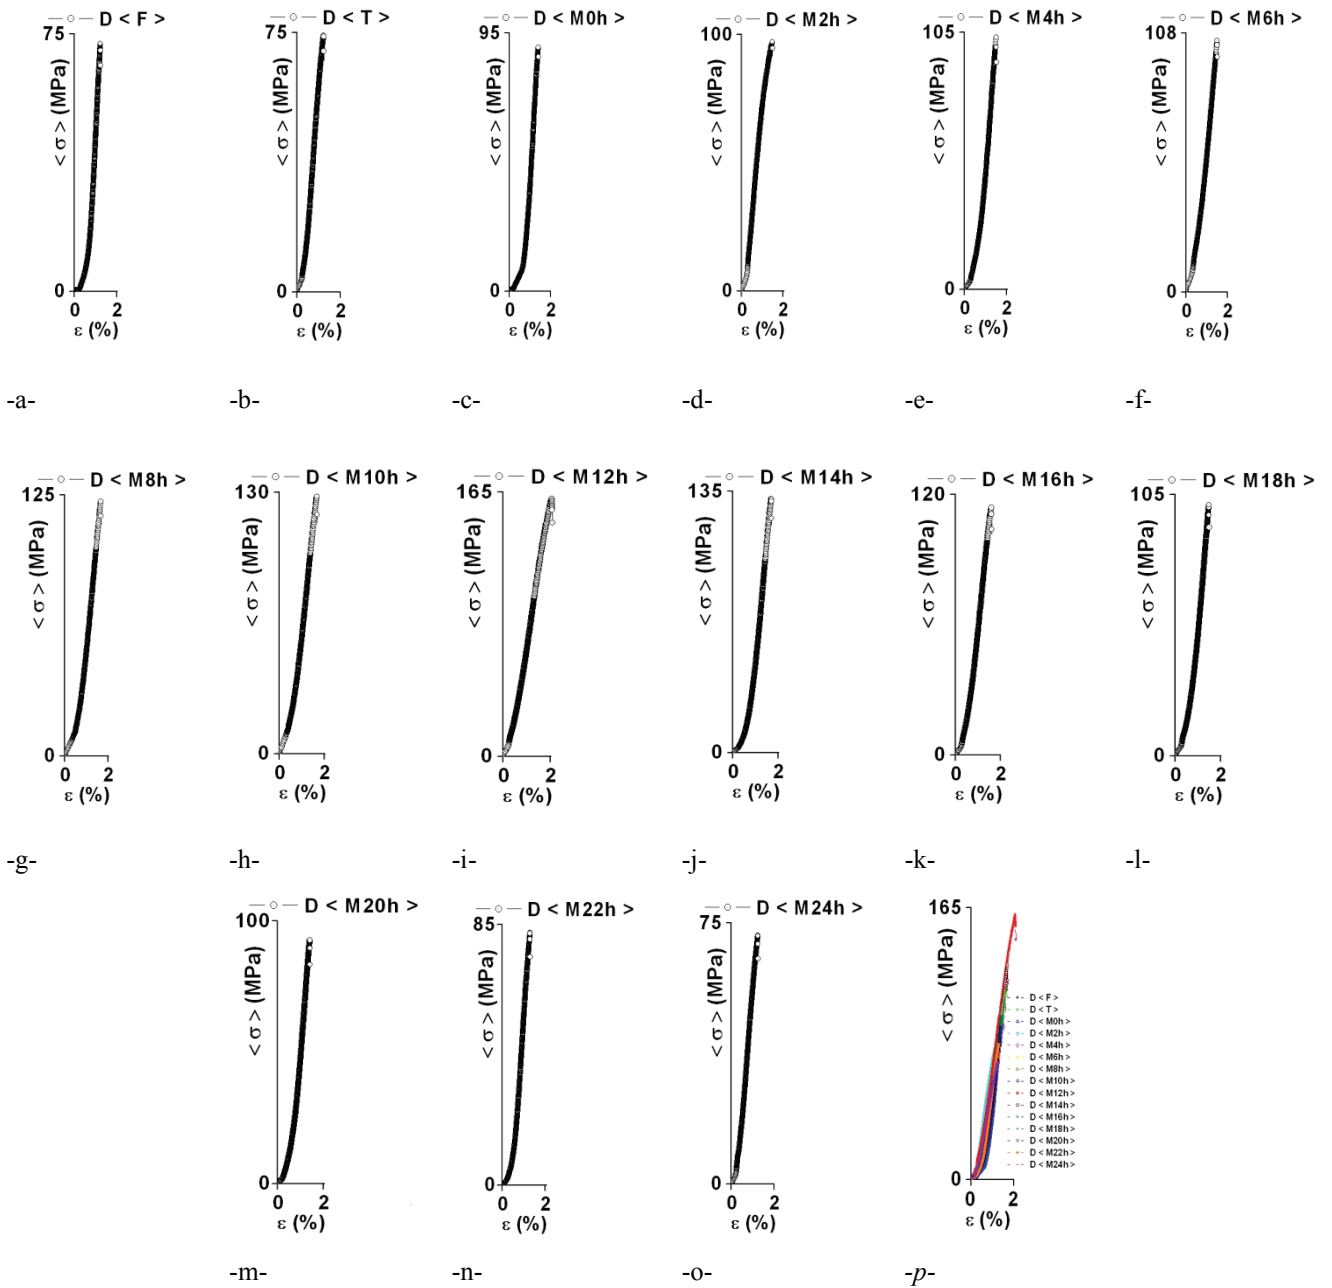 D < F >
75
< σ > (MPa)
0
0 2
ε (%)
-a-
D < T >
75
< σ > (MPa)
0
0 2
ε (%)
-b-
D < M0h >
95
< σ > (MPa)
0
0 2
ε (%)
-c-
D < M2h >
100
< σ > (MPa)
0
0 2
ε (%)
-d-
D < M4h >
105
< σ > (MPa)
0
0 2
ε (%)
-e-
D < M6h >
108
< σ > (MPa)
0
0 2
ε (%)
-f-
D < M8h >
125
< σ > (MPa)
0
0 2
ε (%)
-g-
D < M10h >
130
< σ > (MPa)
0
0 2
ε (%)
-h-
D < M12h >
165
< σ > (MPa)
0
0 2
ε (%)
-i-
D < M14h >
135
< σ > (MPa)
0
0 2
ε (%)
-j-
D < M16h >
120
< σ > (MPa)
0
0 2
ε (%)
-k-
D < M18h >
105
< σ > (MPa)
0
0 2
ε (%)
-l-
D < M20h >
100
< σ > (MPa)
0
0 2
ε (%)
-m-
D < M22h >
85
< σ > (MPa)
0
0 2
ε (%)
-n-
D < M24h >
75
< σ > (MPa)
0
0 2
ε (%)
-o-
165
< σ > (MPa)
0
0 2
ε (%)
D < F >
D < T >
D < M0h >
D < M2h >
D < M4h >
D < M6h >
D < M8h >
D < M10h >
D < M12h >
D < M14h >
D < M16h >
D < M18h >
D < M20h >
D < M22h >
D < M24h >
-p-